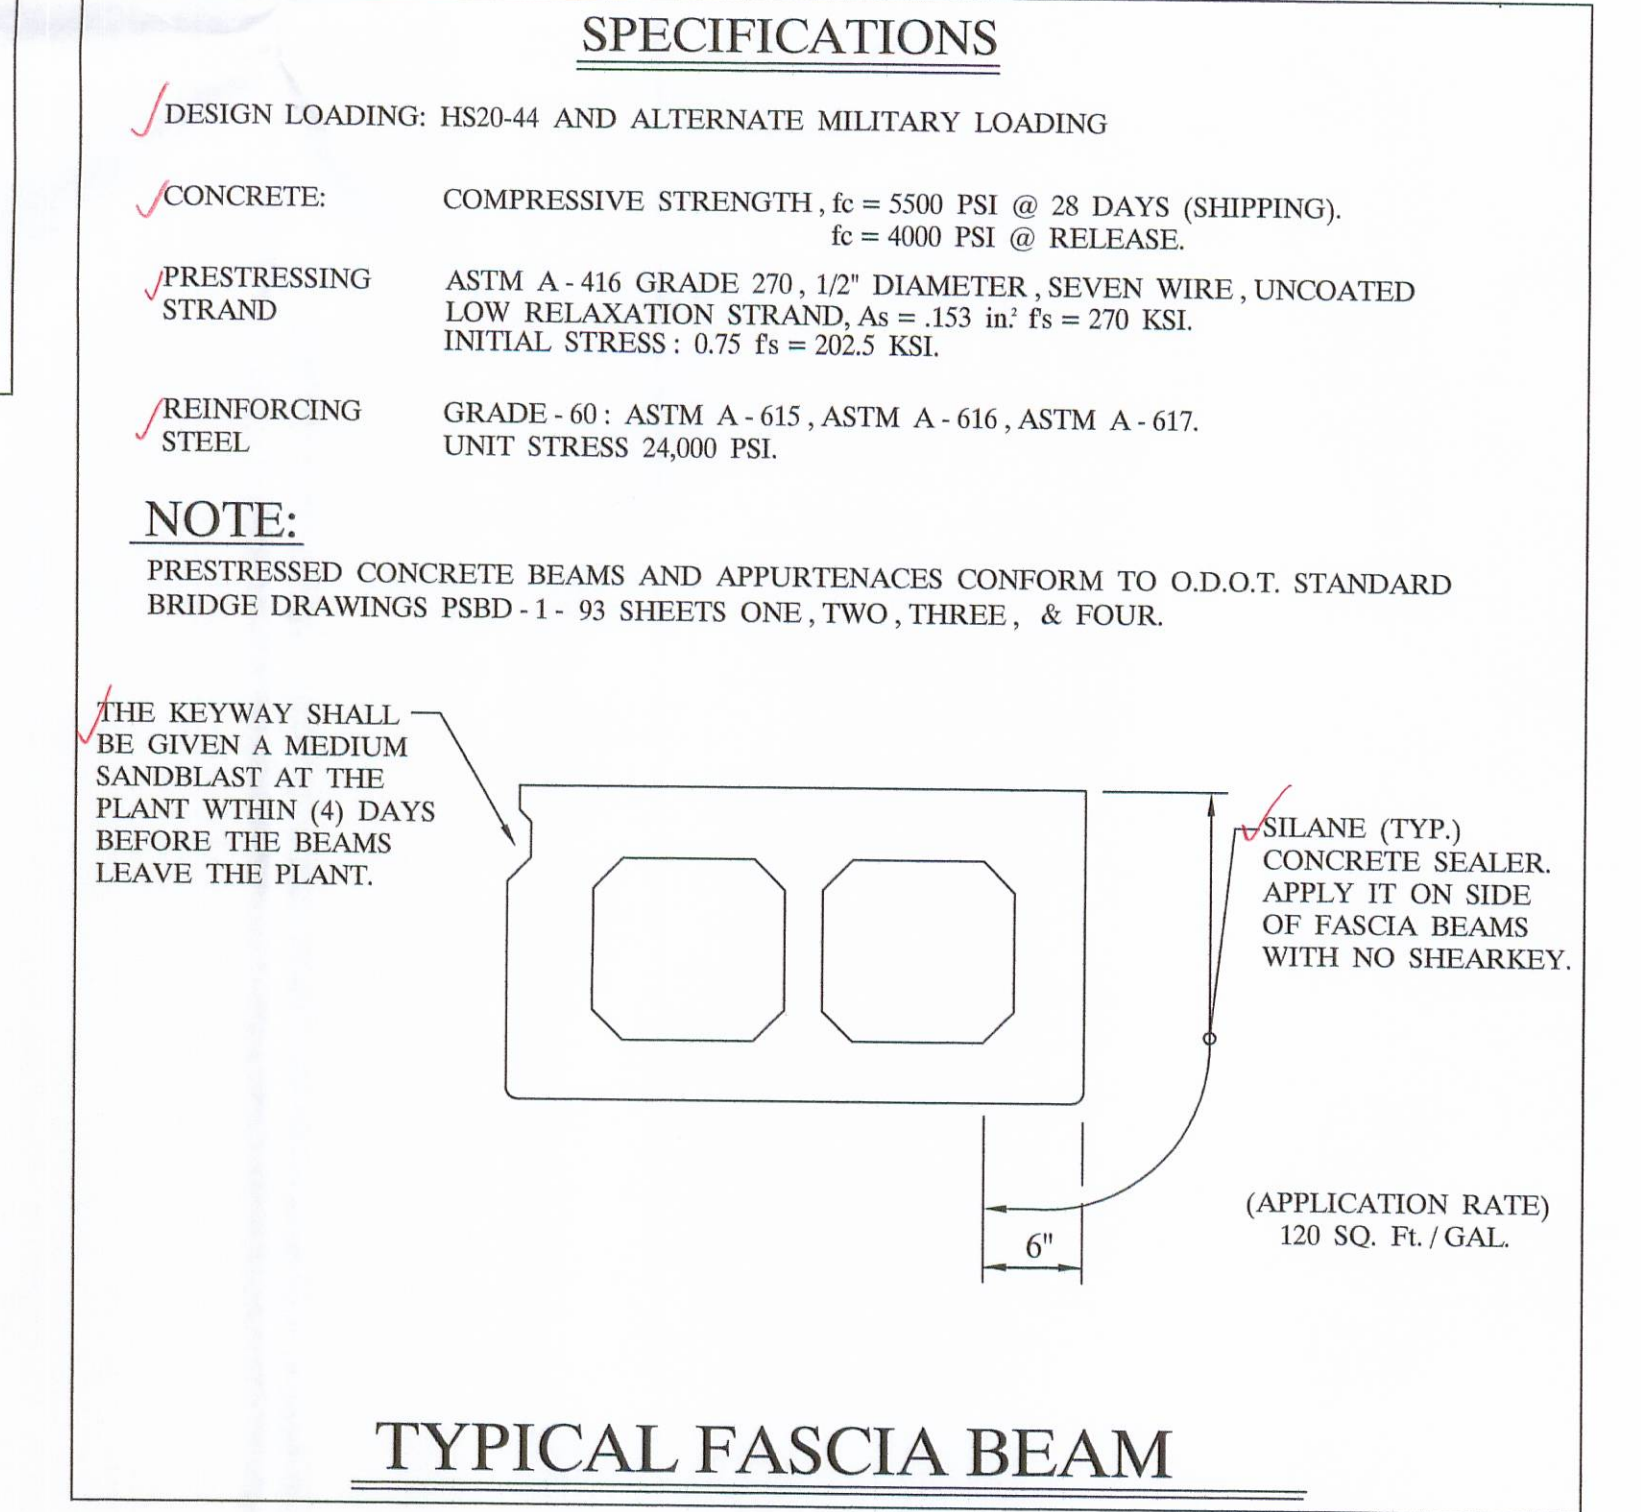 SPECIFICATIONS
DESIGN LOADING: HS20-44 AND ALTERNATE MILITARY LOADING
CONCRETE: COMPRESSIVE STRENGTH, fc = 5500 PSI @ 28 DAYS (SHIPPING).
fc = 4000 PSI @ RELEASE.
PRESTRESSING ASTM A-416 GRADE 270, 1/2" DIAMETER, SEVEN WIRE, UNCOATED
STRAND LOW RELAXATION STRAND, As = .153 in.² f's = 270 KSI.
INITIAL STRESS: 0.75 f's = 202.5 KSI.
REINFORCING GRADE-60: ASTM A-615, ASTM A-616, ASTM A-617.
STEEL UNIT STRESS 24,000 PSI.
NOTE:
PRESTRESSED CONCRETE BEAMS AND APPURTENACES CONFORM TO O.D.O.T. STANDARD
BRIDGE DRAWINGS PSBD-1-93 SHEETS ONE, TWO, THREE, & FOUR.
THE KEYWAY SHALL
BE GIVEN A MEDIUM
SANDBLAST AT THE
PLANT WTHIN (4) DAYS
BEFORE THE BEAMS
LEAVE THE PLANT.
SILANE (TYP.)
CONCRETE SEALER.
APPLY IT ON SIDE
OF FASCIA BEAMS
WITH NO SHEARKEY.
(APPLICATION RATE)
120 SQ. Ft. / GAL.
6"
TYPICAL FASCIA BEAM